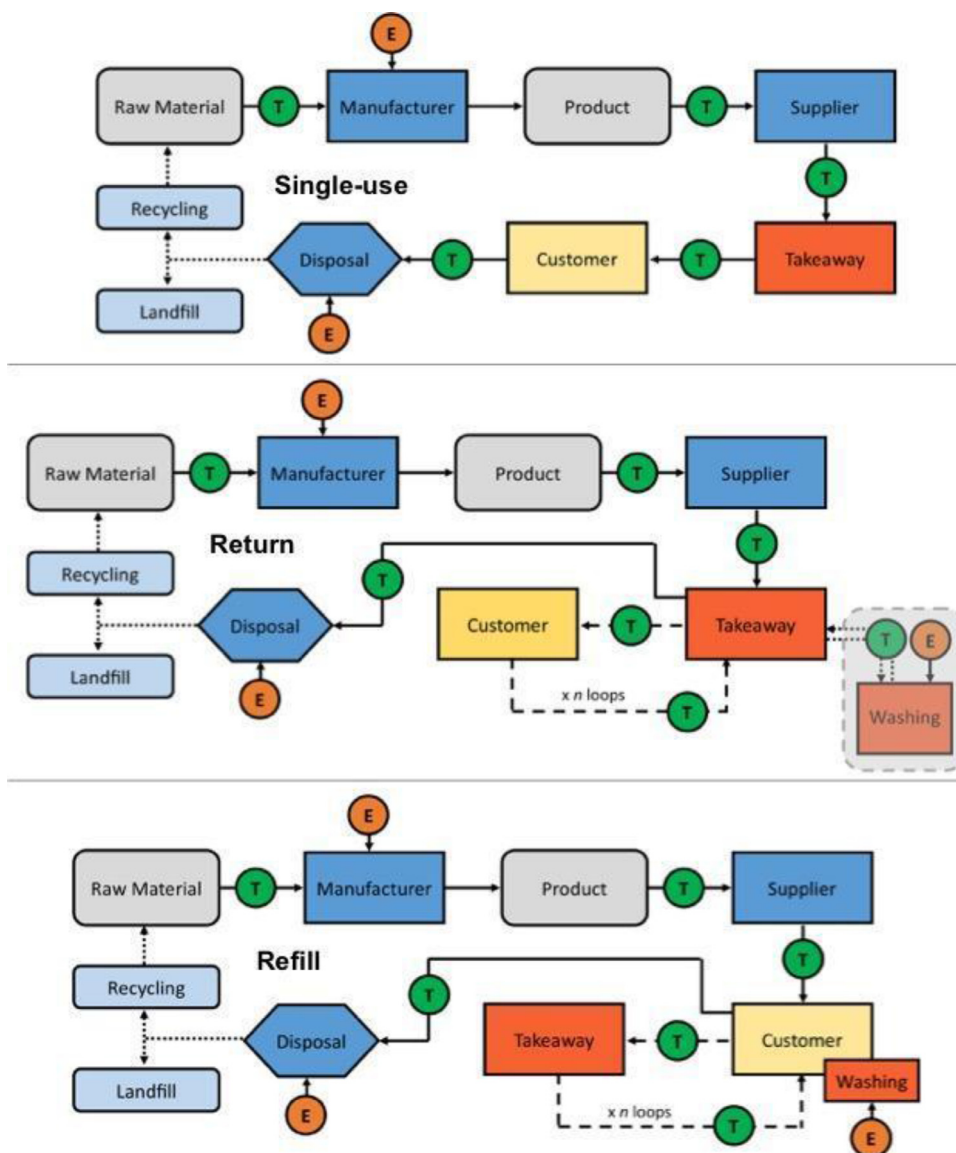 E
Raw Material
T
Manufacturer
Product
T
Supplier
T
Single-use
Recycling
Disposal
T
Customer
T
Takeaway
Landfill
E
E
Raw Material
T
Manufacturer
Product
T
Supplier
T
Return
T
Recycling
Disposal
Customer
T
Takeaway
T
E
Landfill
E
x n loops
T
Washing
E
Raw Material
T
Manufacturer
Product
T
Supplier
T
Refill
T
Recycling
Disposal
Takeaway
T
Customer
Washing
Landfill
E
x n loops
T
E